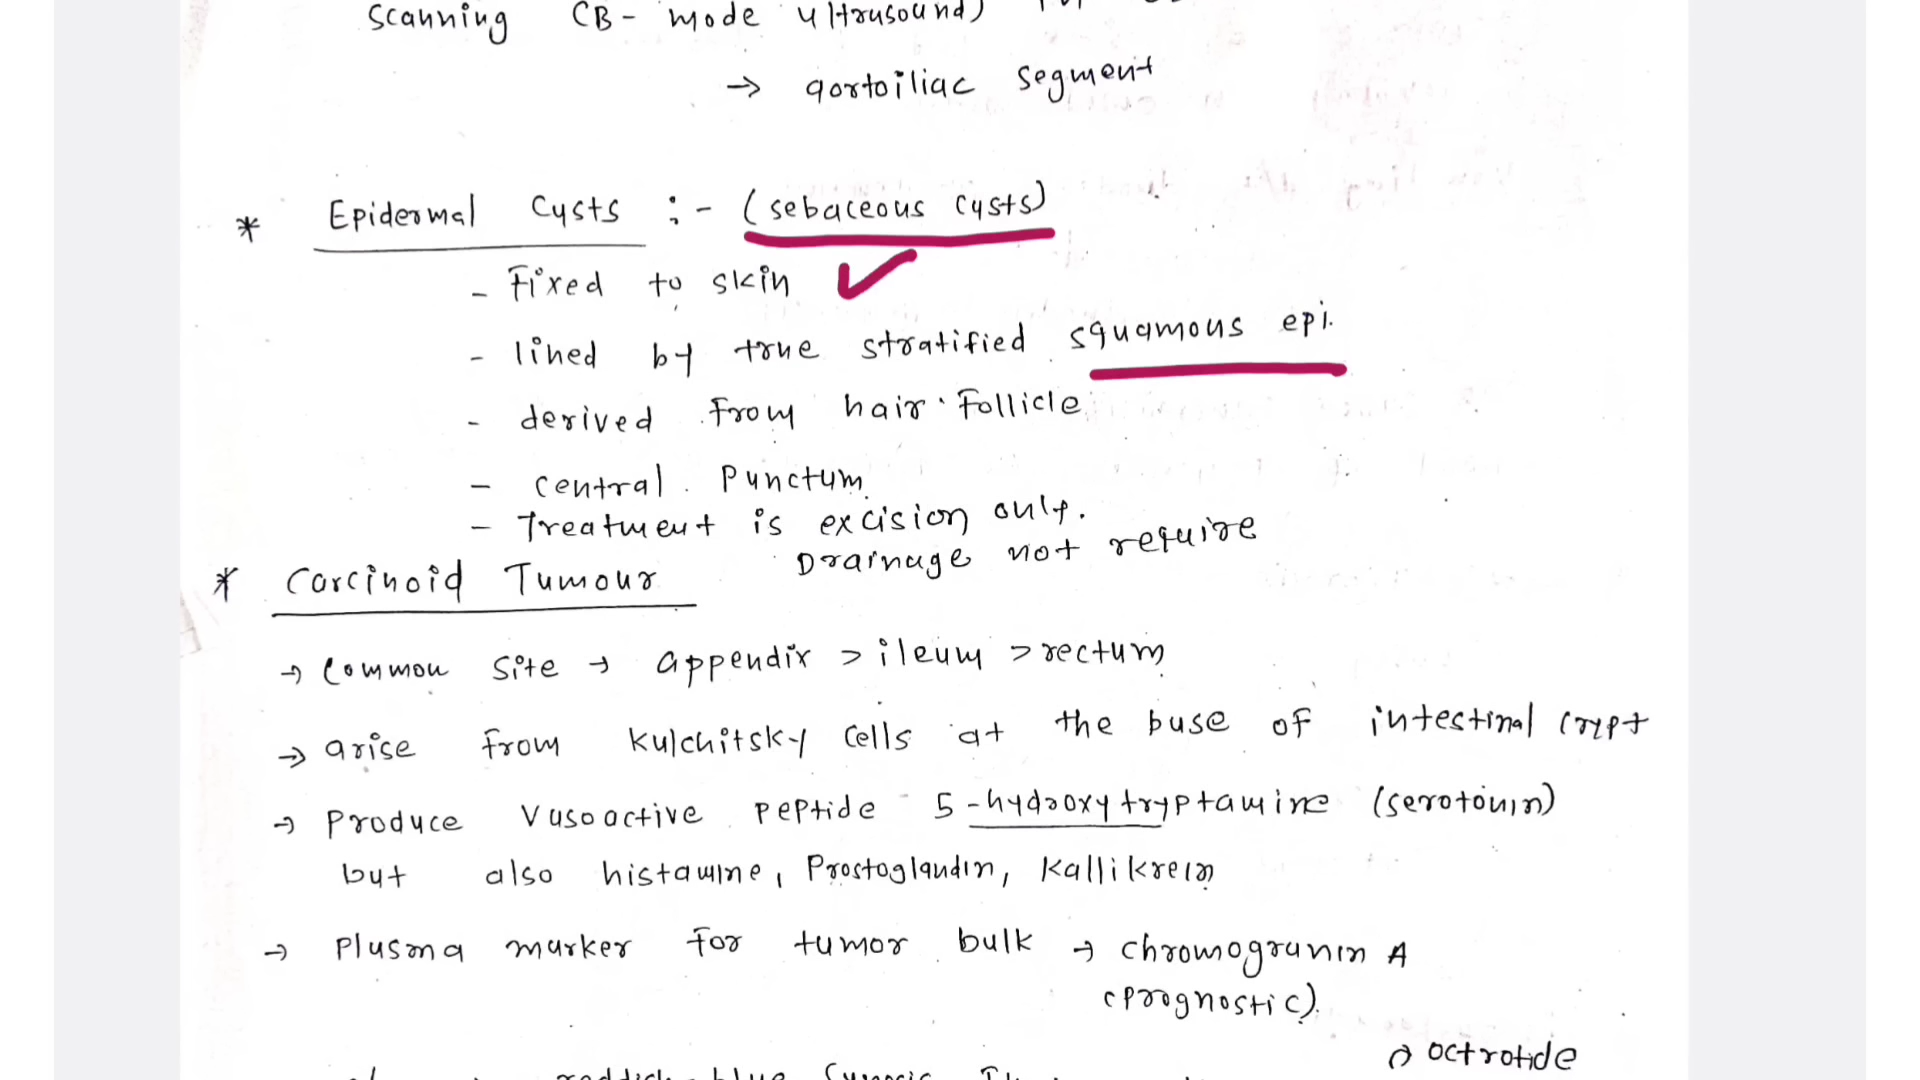 scanning (B- mode ultrasound)
→ aortoiliac segment
* Epidermal Cysts :- (sebaceous cysts)
- Fixed to skin
- lined by true stratified squamous epi.
- derived from hair follicle
- central Punctum
- Treatment is excision only.
Drainage not require
* Carcinoid Tumour
→ Common Site → appendix > ileum > rectum
→ arise from Kulchitsky Cells at the base of intestinal crypt
→ Produce Vasoactive peptide 5-hydroxytryptamine (serotonin)
but also histamine, Prostoglandin, Kallikrein
→ Plasma marker for tumor bulk → chromogranin A
(Prognostic).
→ octrotide